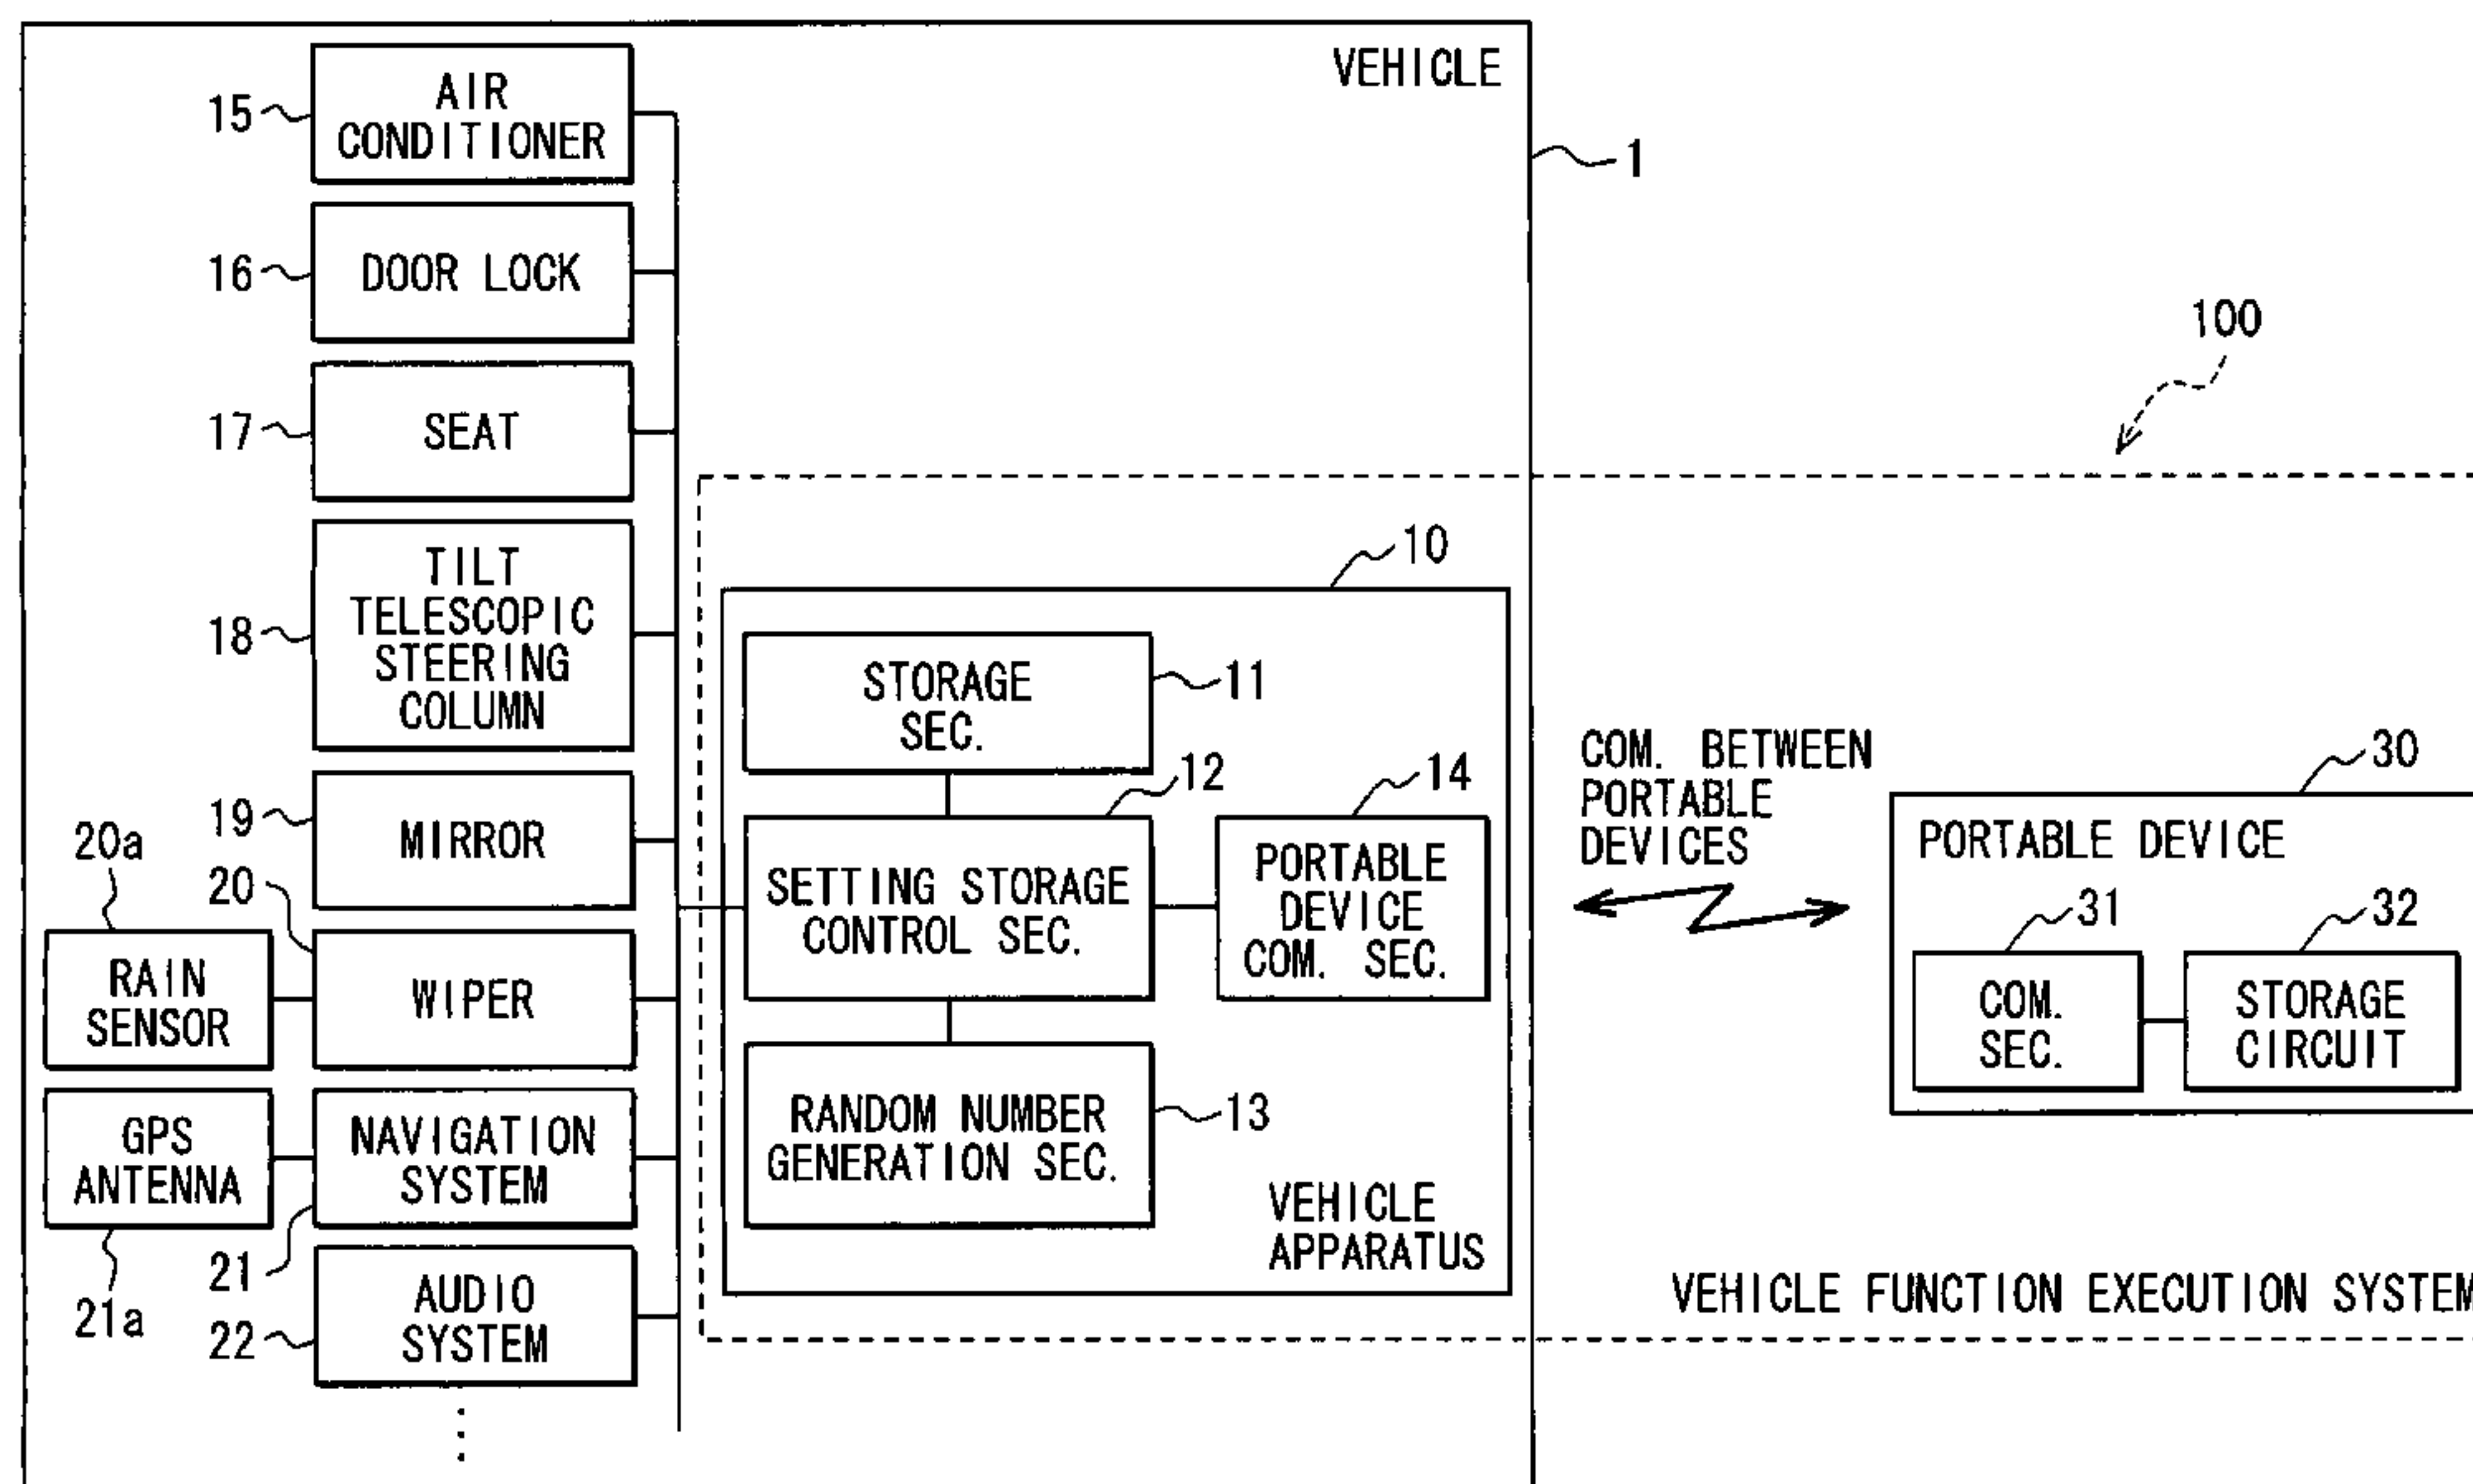 VEHICLE
1
15
AIR
CONDITIONER
16
DOOR LOCK
17
SEAT
100
18
TILT
TELESCOPIC
STEERING
COLUMN
10
STORAGE
SEC.
11
12
14
19
MIRROR
SETTING STORAGE
CONTROL SEC.
PORTABLE
DEVICE
COM. SEC.
COM. BETWEEN
PORTABLE
DEVICES
30
PORTABLE DEVICE
31
32
COM.
SEC.
STORAGE
CIRCUIT
20a
20
RAIN
SENSOR
WIPER
RANDOM NUMBER
GENERATION SEC.
13
GPS
ANTENNA
NAVIGATION
SYSTEM
21
21a
VEHICLE
APPARATUS
22
AUDIO
SYSTEM
VEHICLE FUNCTION EXECUTION SYSTEM